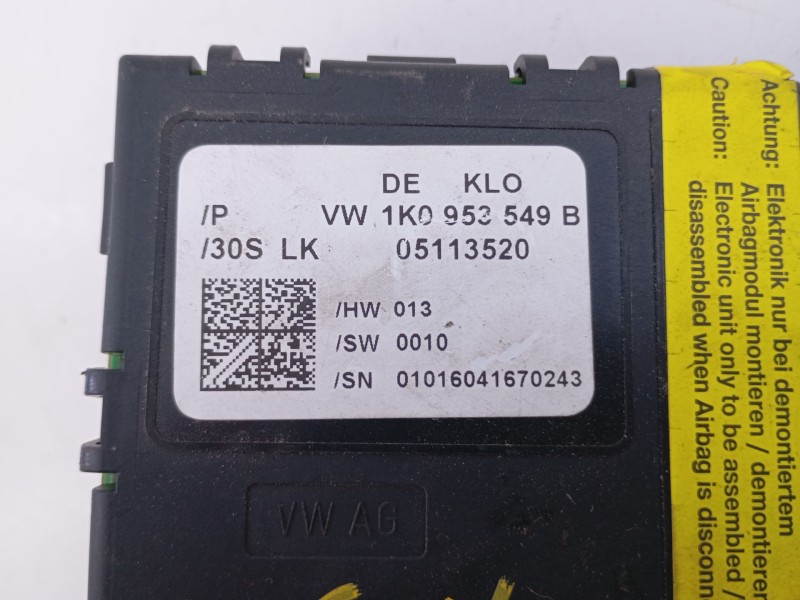 DE KLO
/P VW 1K0 953 549 B
/30S LK 05113520
/HW 013
/SW 0010
/SN 01016041670243
VW AG
Achtung: Elektronik nur bei demontiertem
Airbagmodul montieren / demontieren
Caution: Electronic unit only to be assembled /
disassembled when Airbag is